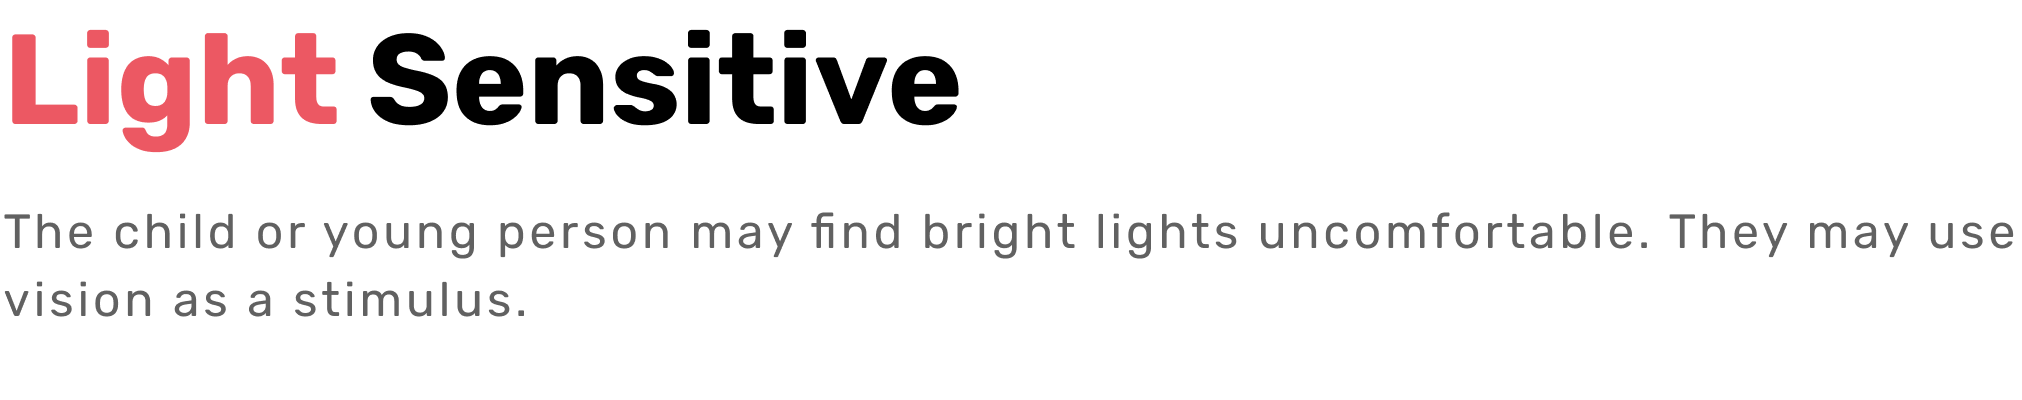 Light Sensitive
The child or young person may find bright lights uncomfortable. They may use
vision as a stimulus.